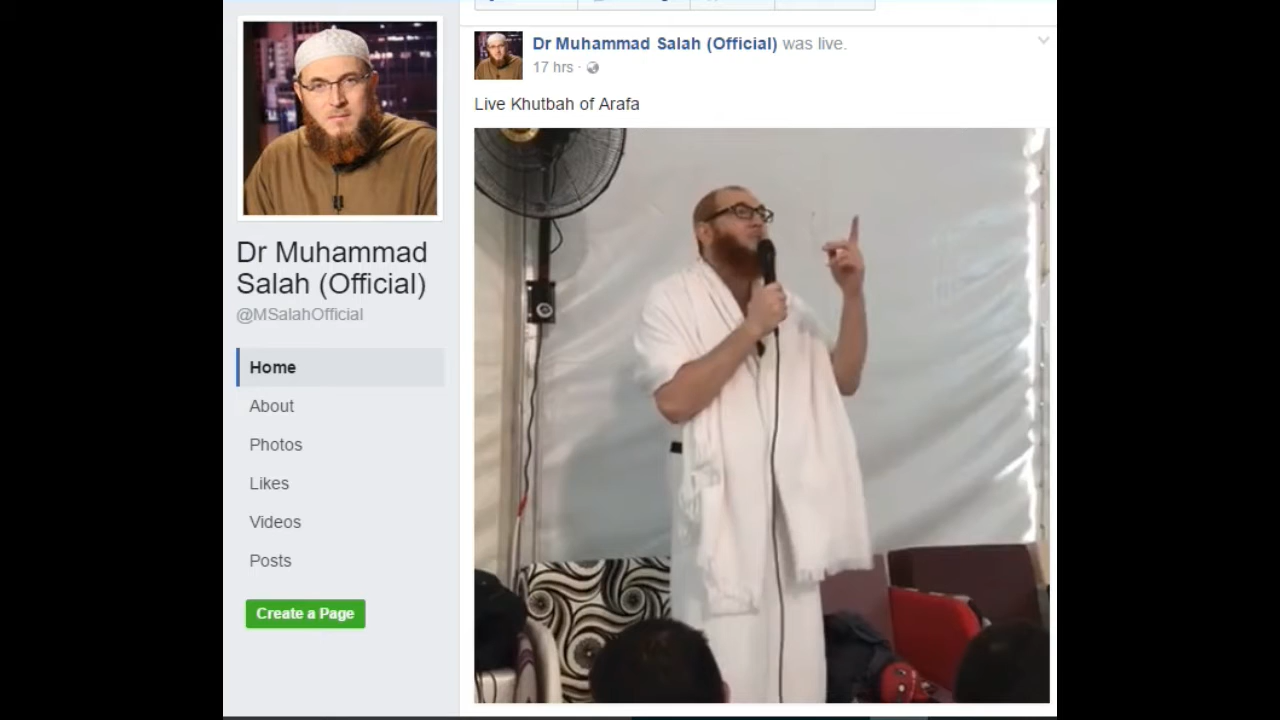 Dr Muhammad
Salah (Official)
@MSalahOfficial
Home
About
Photos
Likes
Videos
Posts
Create a Page
Dr Muhammad Salah (Official) was live.
17 hrs ·
Live Khutbah of Arafa